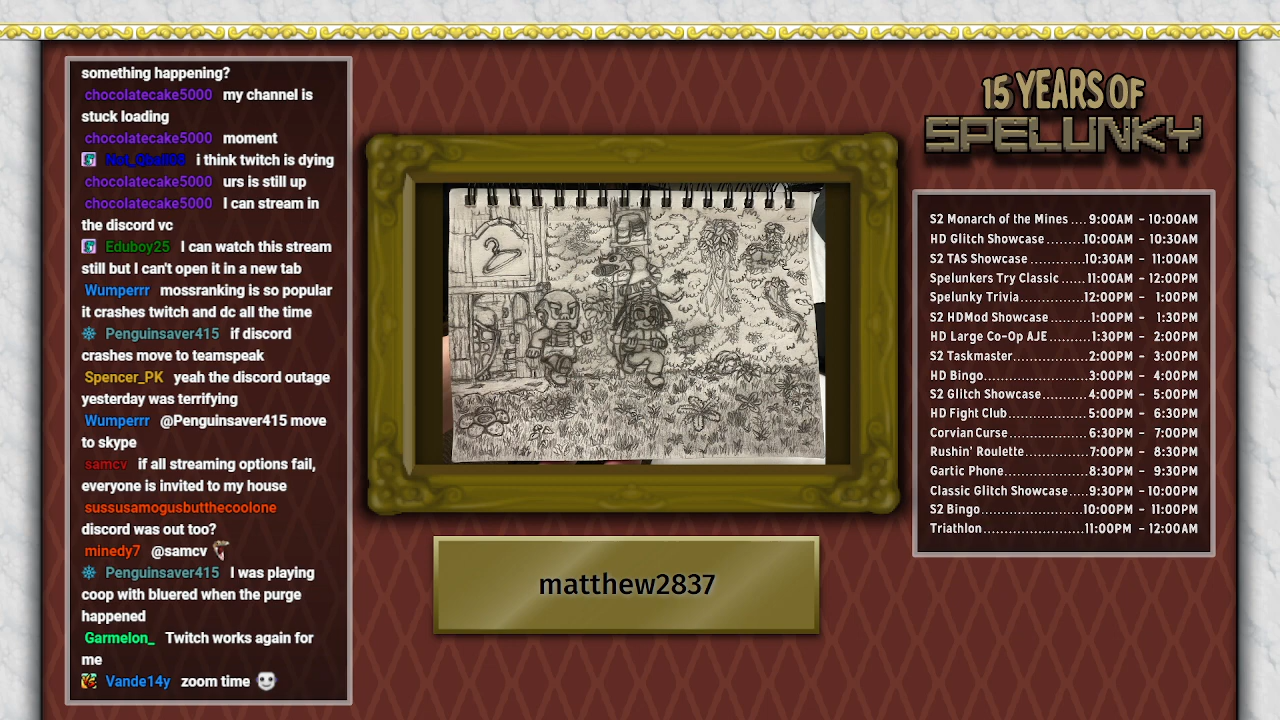 something happening?
chocolatecake5000 my channel is
stuck loading
chocolatecake5000 moment
Not_Qball08 i think twitch is dying
chocolatecake5000 urs is still up
chocolatecake5000 I can stream in
the discord vc
Eduboy25 I can watch this stream
still but I can't open it in a new tab
Wumperrr mossranking is so popular
it crashes twitch and dc all the time
Penguinsaver415 if discord
crashes move to teamspeak
Spencer_PK yeah the discord outage
yesterday was terrifying
Wumperrr @Penguinsaver415 move
to skype
samcv if all streaming options fail,
everyone is invited to my house
sussusamogusbutthecoolone
discord was out too?
minedy7 @samcv
Penguinsaver415 I was playing
coop with bluered when the purge
happened
Garmelon_ Twitch works again for
me
Vande14y zoom time
matthew2837
15 YEARS OF
SPELUNKY
S2 Monarch of the Mines .... 9:00AM - 10:00AM
HD Glitch Showcase .........10:00AM - 10:30AM
S2 TAS Showcase ............10:30AM - 11:00AM
Spelunkers Try Classic ...... 11:00AM - 12:00PM
Spelunky Trivia..............12:00PM - 1:00PM
S2 HDMod Showcase ..........1:00PM - 1:30PM
HD Large Co-Op AJE..........1:30PM - 2:00PM
S2 Taskmaster................2:00PM - 3:00PM
HD Bingo......................3:00PM - 4:00PM
S2 Glitch Showcase...........4:00PM - 5:00PM
HD Fight Club.................5:00PM - 6:30PM
Corvian Curse.................6:30PM - 7:00PM
Rushin' Roulette..............7:00PM - 8:30PM
Gartic Phone..................8:30PM - 9:30PM
Classic Glitch Showcase.....9:30PM - 10:00PM
S2 Bingo......................10:00PM - 11:00PM
Triathlon......................11:00PM - 12:00AM